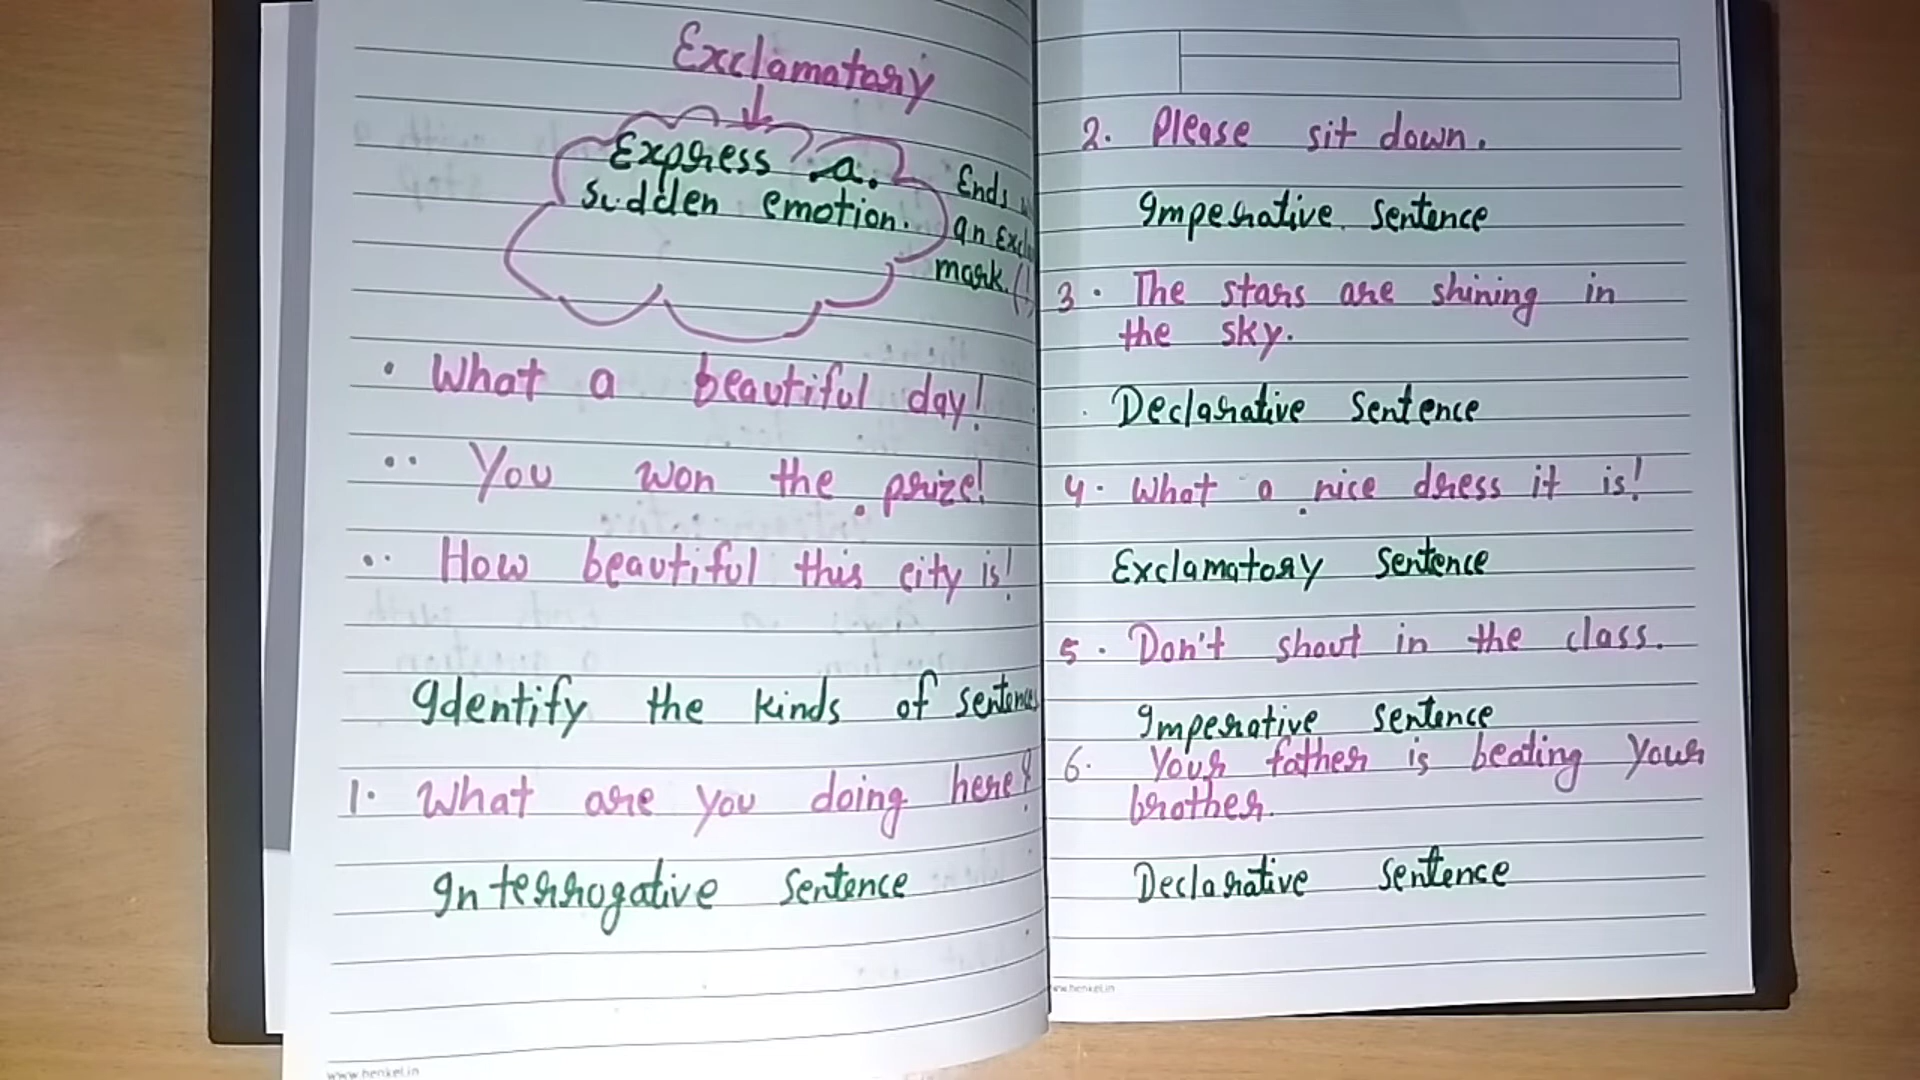 Exclamatory
Express a
sudden emotion.
Ends
an
mark. (!)
• What a beautiful day!
•• You won the prize!
•• How beautiful this city is!
Identify the kinds of sentences
1. What are you doing here?
Interrogative Sentence
www.henkel.in
2. Please sit down.
Imperative Sentence
3. The stars are shining in
the sky.
Declarative Sentence
4. What a nice dress it is!
Exclamatory Sentence
5. Don't shout in the class.
Imperative Sentence
6. Your father is beating your
brother.
Declarative Sentence